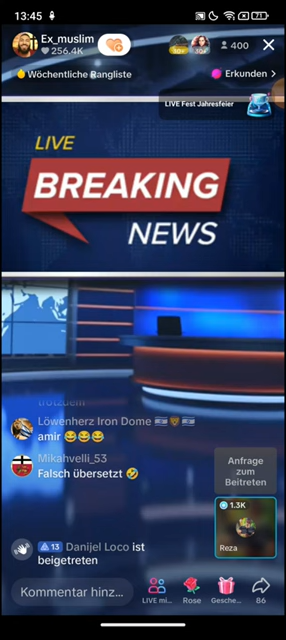 13:45
71
Ex_muslim
256.4K
400
Wöchentliche Rangliste
Erkunden >
LIVE Fest Jahresfeier
LIVE
BREAKING
NEWS
trotzdem
Löwenherz Iron Dome 🇮🇱🦁🇮🇱
amir 😂😂😂
Mikahvelli_53
Falsch übersetzt 🤣
Anfrage
zum
Beitreten
1.3K
Reza
13 Danijel Loco ist
beigetreten
Kommentar hinz...
LIVE mi...
Rose
Gesche...
86